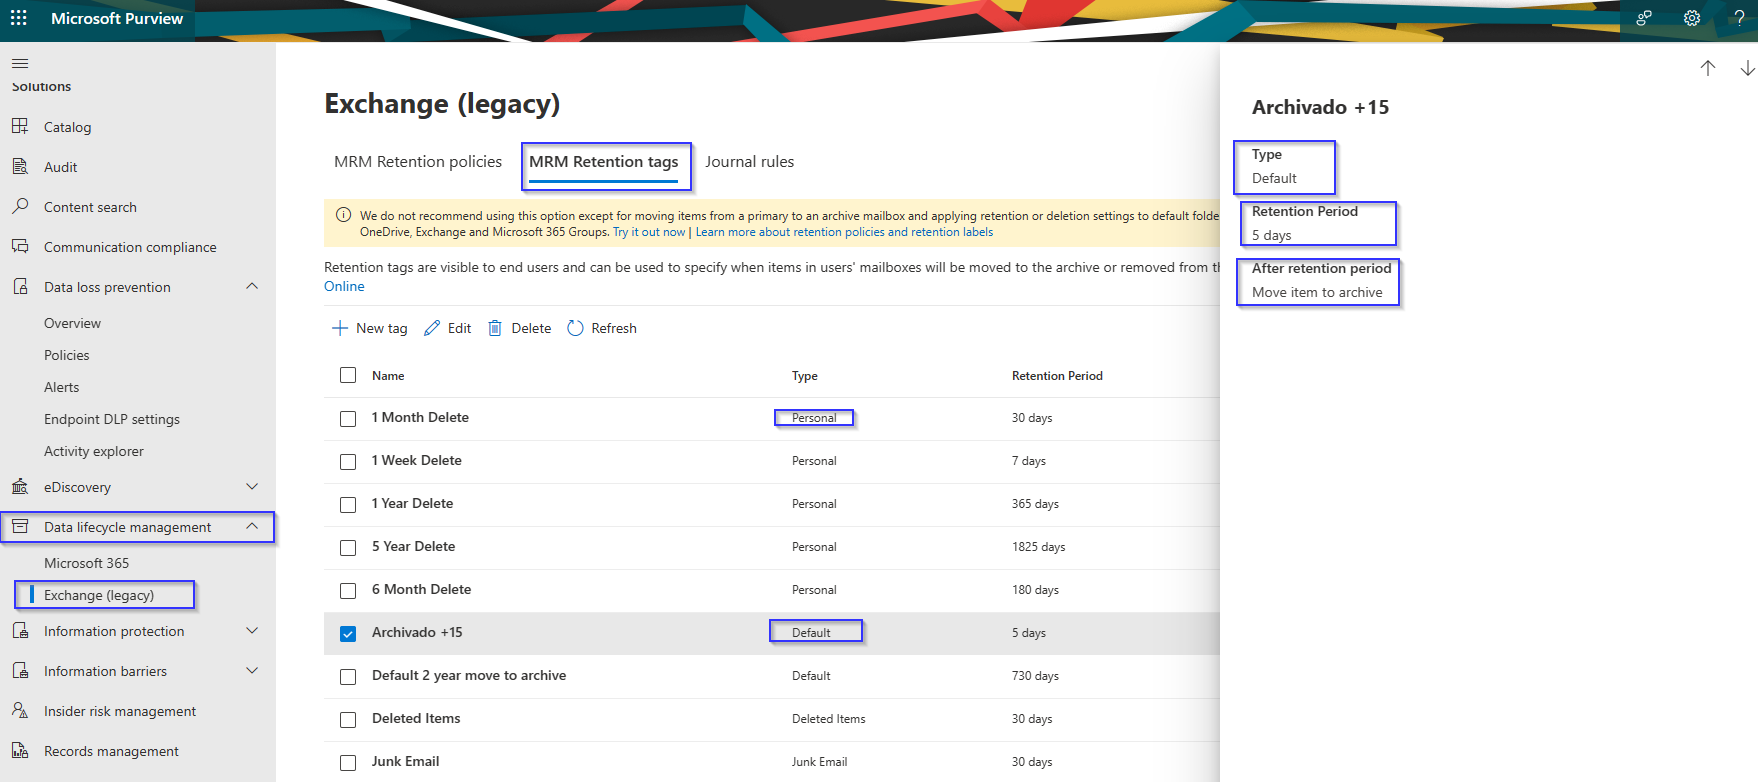 Microsoft Purview
Solutions
Catalog
Audit
Content search
Communication compliance
Data loss prevention
Overview
Policies
Alerts
Endpoint DLP settings
Activity explorer
eDiscovery
Data lifecycle management
Microsoft 365
Exchange (legacy)
Information protection
Information barriers
Insider risk management
Records management
Exchange (legacy)
MRM Retention policies MRM Retention tags Journal rules
We do not recommend using this option except for moving items from a primary to an archive mailbox and applying retention or deletion settings to default folde
OneDrive, Exchange and Microsoft 365 Groups. Try it out now | Learn more about retention policies and retention labels
Retention tags are visible to end users and can be used to specify when items in users' mailboxes will be moved to the archive or removed from th
Online
New tag Edit Delete Refresh
Name Type Retention Period
1 Month Delete Personal 30 days
1 Week Delete Personal 7 days
1 Year Delete Personal 365 days
5 Year Delete Personal 1825 days
6 Month Delete Personal 180 days
Archivado +15 Default 5 days
Default 2 year move to archive Default 730 days
Deleted Items Deleted Items 30 days
Junk Email Junk Email 30 days
Archivado +15
Type
Default
Retention Period
5 days
After retention period
Move item to archive